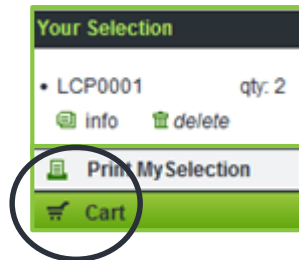 Your Selection
• LCP0001 qty: 2
info delete
Print My Selection
Cart